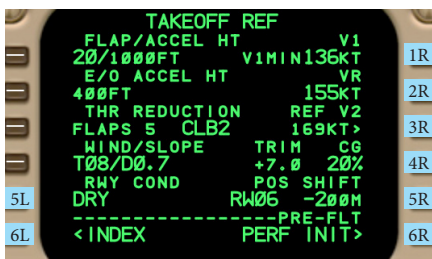 TAKEOFF REF
FLAP/ACCEL HT V1
20/1000FT V1MIN136KT 1R
E/O ACCEL HT VR
400FT 155KT 2R
THR REDUCTION REF V2
FLAPS 5 CLB2 169KT> 3R
WIND/SLOPE TRIM CG
T08/D0.7 +7.0 20% 4R
RWY COND POS SHIFT
5L DRY RW06 -200M 5R
------------------PRE-FLT
6L <INDEX PERF INIT> 6R